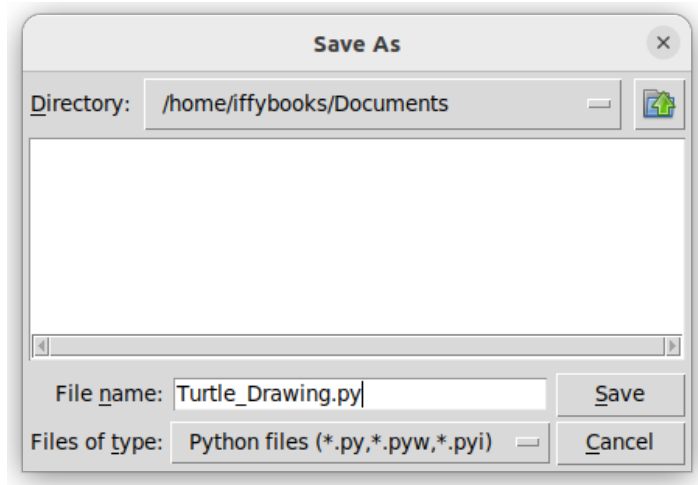 Save As
Directory: /home/iffybooks/Documents
File name: Turtle_Drawing.py Save
Files of type: Python files (*.py,*.pyw,*.pyi) Cancel